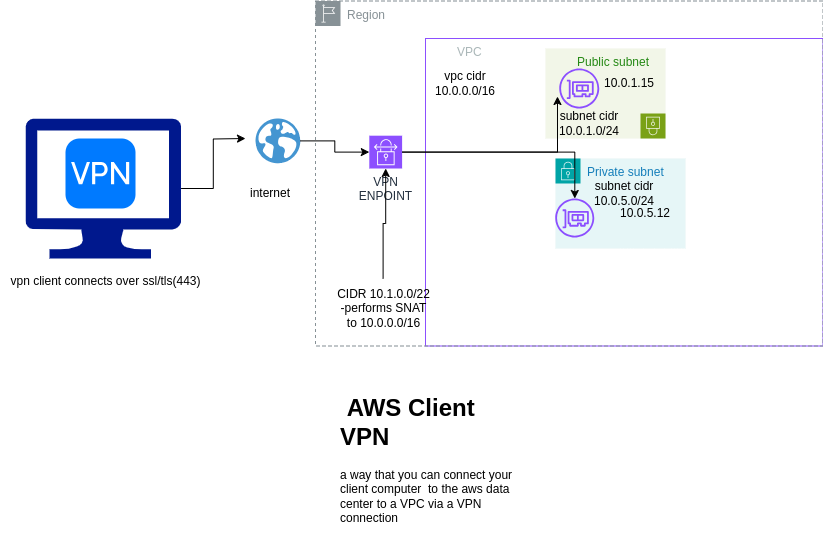 Region
VPC
vpc cidr
10.0.0.0/16
Public subnet
10.0.1.15
subnet cidr
10.0.1.0/24
Private subnet
subnet cidr
10.0.5.0/24
10.0.5.12
VPN
internet
VPN
ENPOINT
vpn client connects over ssl/tls(443)
CIDR 10.1.0.0/22
-performs SNAT
to 10.0.0.0/16
AWS Client
VPN
a way that you can connect your
client computer to the aws data
center to a VPC via a VPN
connection